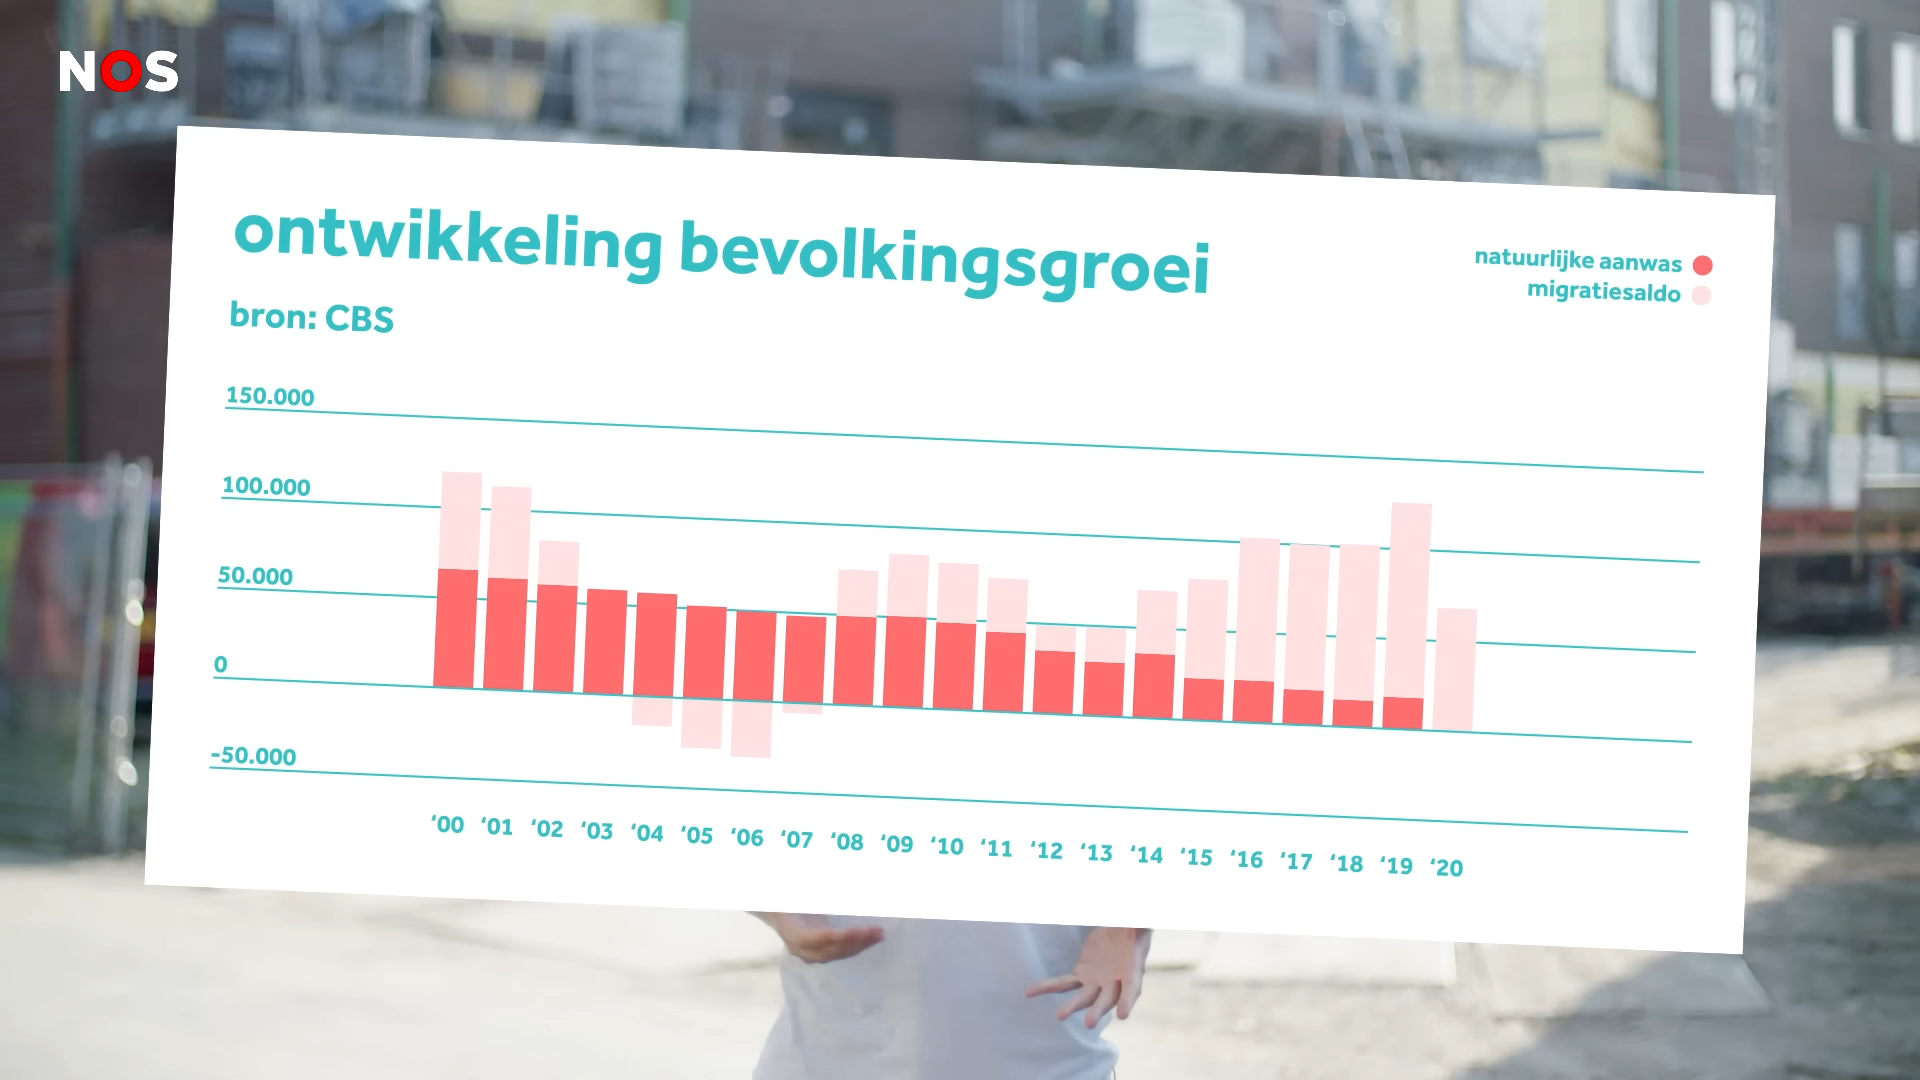 NOS
ontwikkeling bevolkingsgroei
bron: CBS
natuurlijke aanwas
migratiesaldo
150.000
100.000
50.000
0
-50.000
‘00 ‘01 ‘02 ‘03 ‘04 ‘05 ‘06 ‘07 ‘08 ‘09 ‘10 ‘11 ‘12 ‘13 ‘14 ‘15 ‘16 ‘17 ‘18 ‘19 ‘20